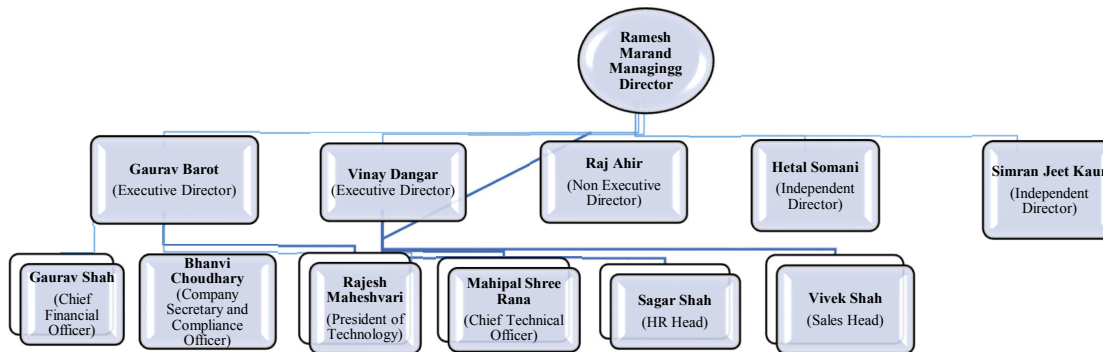 Ramesh
Marand
Managingg
Director
Gaurav Barot
(Executive Director)
Vinay Dangar
(Executive Director)
Raj Ahir
(Non Executive
Director)
Hetal Somani
(Independent
Director)
Simran Jeet Kaur
(Independent
Director)
Gaurav Shah
(Chief
Financial
Officer)
Bhanvi
Choudhary
(Company
Secretary and
Compliance
Officer)
Rajesh
Maheshvari
(President of
Technology)
Mahipal Shree
Rana
(Chief Technical
Officer)
Sagar Shah
(HR Head)
Vivek Shah
(Sales Head)